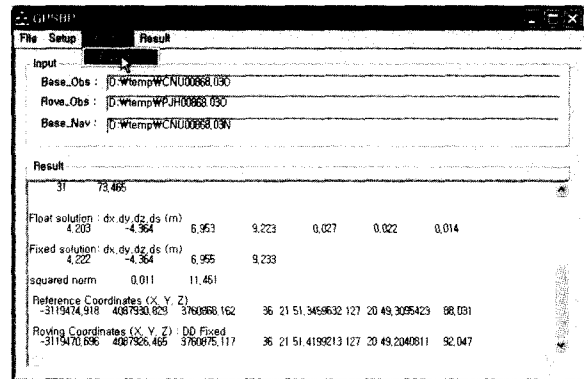 GPSBP
File Setup Result
Input
Base_Obs : D:₩temp₩CNU00868.03O
Rove_Obs : D:₩temp₩PJH00868.03O
Base_Nav : D:₩temp₩CNU00868.03N
Result
31 73,465
Float solution : dx,dy,dz,ds (m)
4,203 -4,364 6,953 9,223 0,027 0,022 0,014
Fixed solution: dx,dy,dz,ds (m)
4,222 -4,364 6,955 9,233
squared norm 0,011 11,451
Reference Coordinates (X, Y, Z)
-3119474,918 4087930,829 3760868,162 36 21 51,3459632 127 20 49,3095423 88,031
Roving Coordinates (X, Y, Z) : DD Fixed
-3119470,696 4087926,465 3760875,117 36 21 51,4199213 127 20 49,2040811 92,047